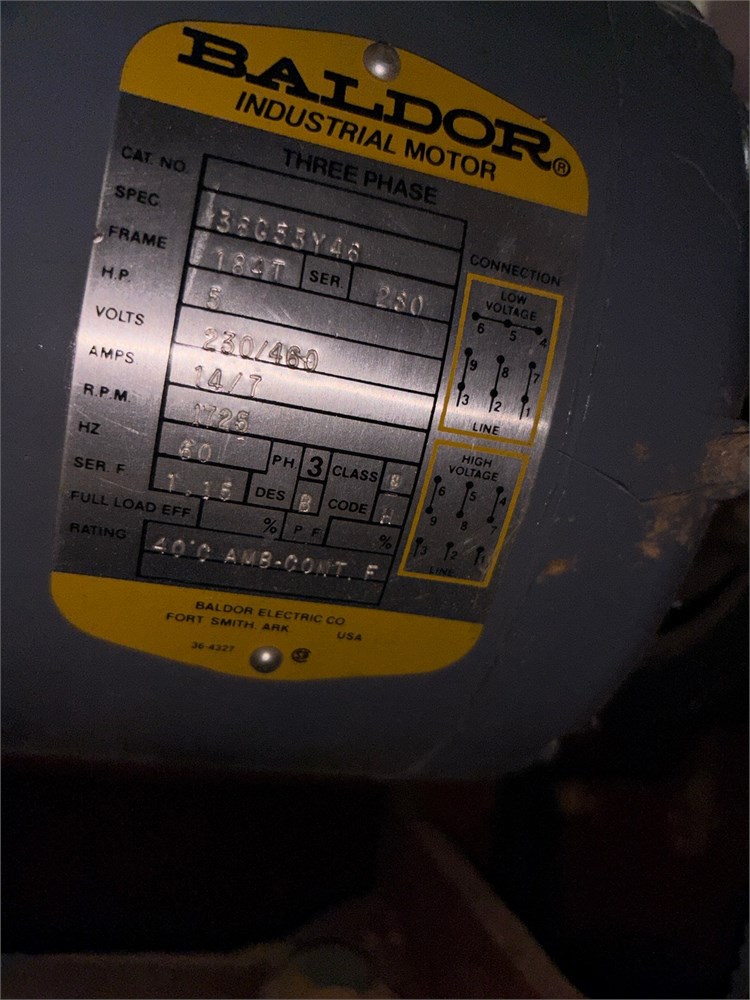 BALDOR®
INDUSTRIAL MOTOR
THREE PHASE
CAT. NO.
SPEC. 36G53Y46
FRAME 184T SER. 280
H.P. 5
VOLTS 230/460
AMPS 14/7
R.P.M. 1725
HZ 60 PH 3 CLASS B
SER. F. 1.15 DES B CODE H
FULL LOAD EFF. % P F %
RATING 40°C AMB-CONT. F
CONNECTION
LOW
VOLTAGE
6 5 4
9 8 7
3 2 1
LINE
HIGH
VOLTAGE
6 5 4
9 8 7
3 2 1
LINE
BALDOR ELECTRIC CO
FORT SMITH, ARK. USA
36-4327